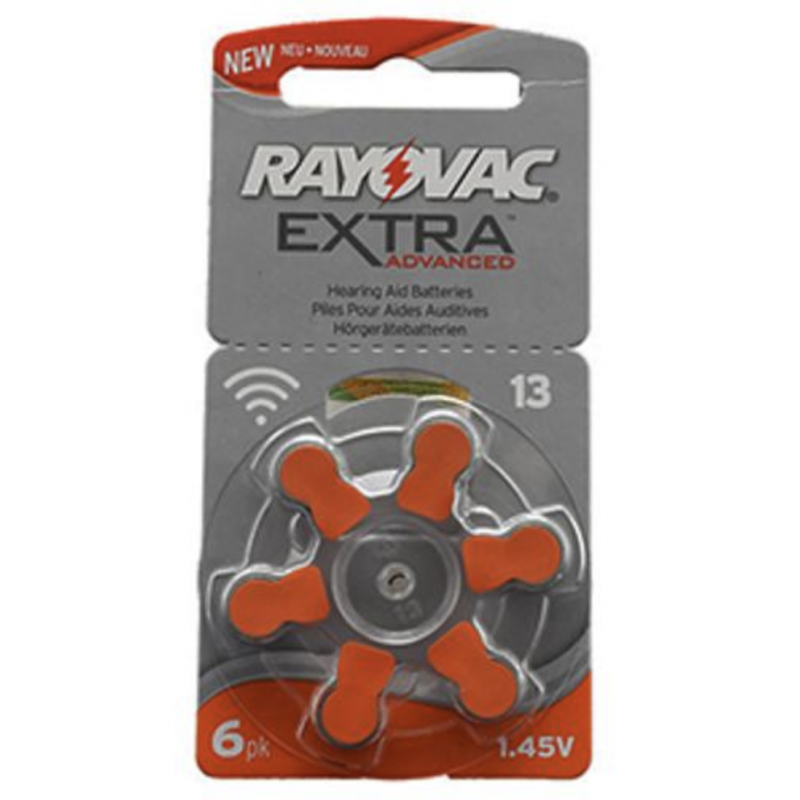 NEW NEU • NOUVEAU
RAYOVAC®
EXTRA™
ADVANCED
Hearing Aid Batteries
Piles Pour Aides Auditives
Hörgerätebatterien
13
13
6pk
1.45V